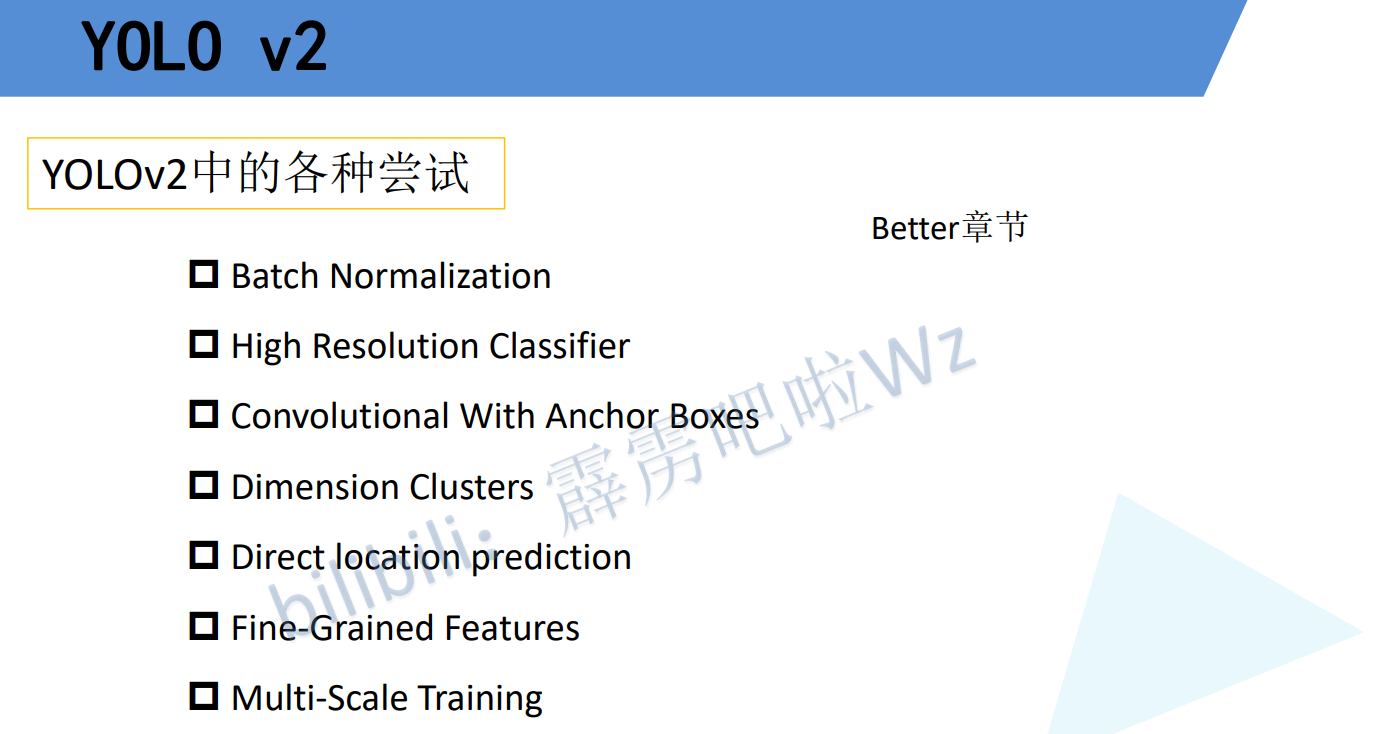 YOLO v2
YOLOv2中的各种尝试
Better章节
Batch Normalization
High Resolution Classifier
Convolutional With Anchor Boxes
Dimension Clusters
Direct location prediction
Fine-Grained Features
Multi-Scale Training
bilibili: 霹雳吧啦Wz